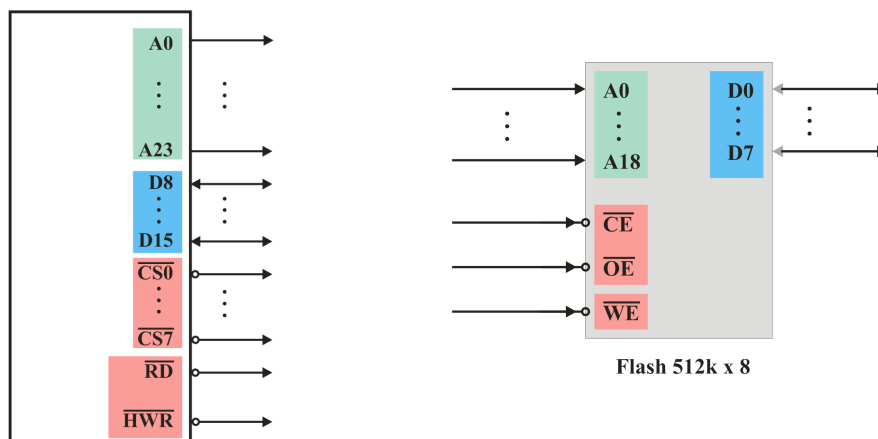 A0
A23
D8
D15
CS0
CS7
RD
HWR
A0
A18
CE
OE
WE
D0
D7
Flash 512k x 8